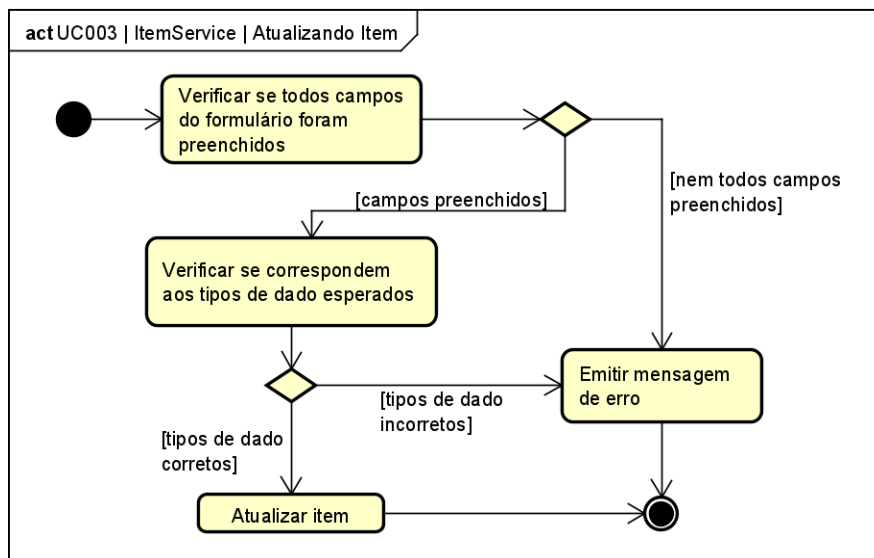 act UC003 | ItemService | Atualizando Item
Verificar se todos campos
do formulário foram
preenchidos
[nem todos campos
preenchidos]
[campos preenchidos]
Verificar se correspondem
aos tipos de dado esperados
Emitir mensagem
de erro
[tipos de dado
incorretos]
[tipos de dado
corretos]
Atualizar item